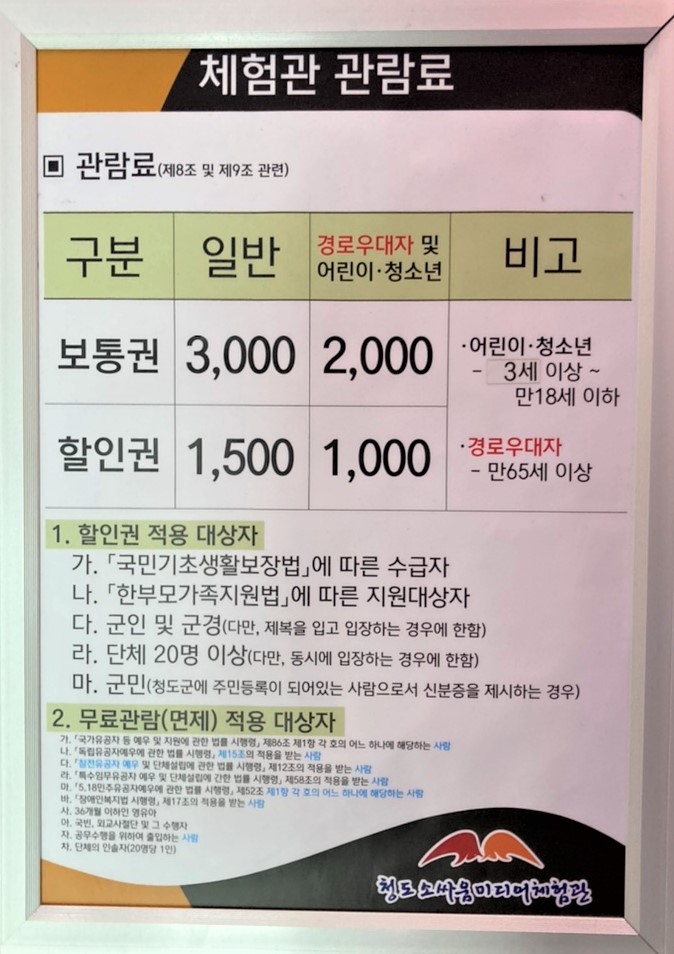 체험관 관람료
▣ 관람료(제8조 및 제9조 관련)
구분 일반 경로우대자 및 어린이·청소년 비고
보통권 3,000 2,000
할인권 1,500 1,000
·어린이·청소년
- 3세 이상 ~
만18세 이하
·경로우대자
- 만65세 이상
1. 할인권 적용 대상자
가. 「국민기초생활보장법」에 따른 수급자
나. 「한부모가족지원법」에 따른 지원대상자
다. 군인 및 군경(다만, 제복을 입고 입장하는 경우에 한함)
라. 단체 20명 이상(다만, 동시에 입장하는 경우에 한함)
마. 군민(청도군에 주민등록이 되어있는 사람으로서 신분증을 제시하는 경우)
2. 무료관람(면제) 적용 대상자
가. 「국가유공자 등 예우 및 지원에 관한 법률 시행령」 제86조 제1항 각 호의 어느 하나에 해당하는 사람
나. 「독립유공자예우에 관한 법률 시행령」 제15조의 적용을 받는 사람
다. 「참전유공자 예우 및 단체설립에 관한 법률 시행령」 제12조의 적용을 받는 사람
라. 「특수임무유공자 예우 및 단체설립에 간한 법률 시행령」 제58조의 적용을 받는 사람
마. 「5.18민주유공자예우에 관한 법률 시행령」 제52조 제1항 각 호의 어느 하나에 해당하는 사람
바. 「장애인복지법 시행령」 제17조의 적용을 받는 사람
사. 36개월 이하인 영유아
아. 국빈, 외교사절단 및 그 수행자
자. 공무수행을 위하여 출입하는 사람
차. 단체의 인솔자(20명당 1인)
청도 소싸움미디어체험관